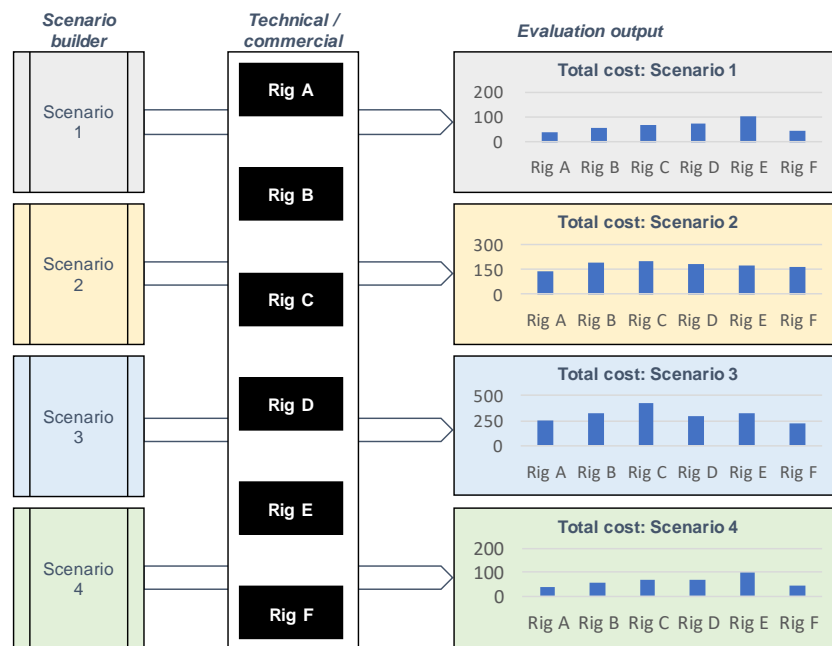 Scenario
builder
Technical /
commercial
Evaluation output
Scenario
1
Scenario
2
Scenario
3
Scenario
4
Rig A
Rig B
Rig C
Rig D
Rig E
Rig F
Total cost: Scenario 1
200
100
0
Rig A Rig B Rig C Rig D Rig E Rig F
Total cost: Scenario 2
300
150
0
Rig A Rig B Rig C Rig D Rig E Rig F
Total cost: Scenario 3
500
250
0
Rig A Rig B Rig C Rig D Rig E Rig F
Total cost: Scenario 4
200
100
0
Rig A Rig B Rig C Rig D Rig E Rig F